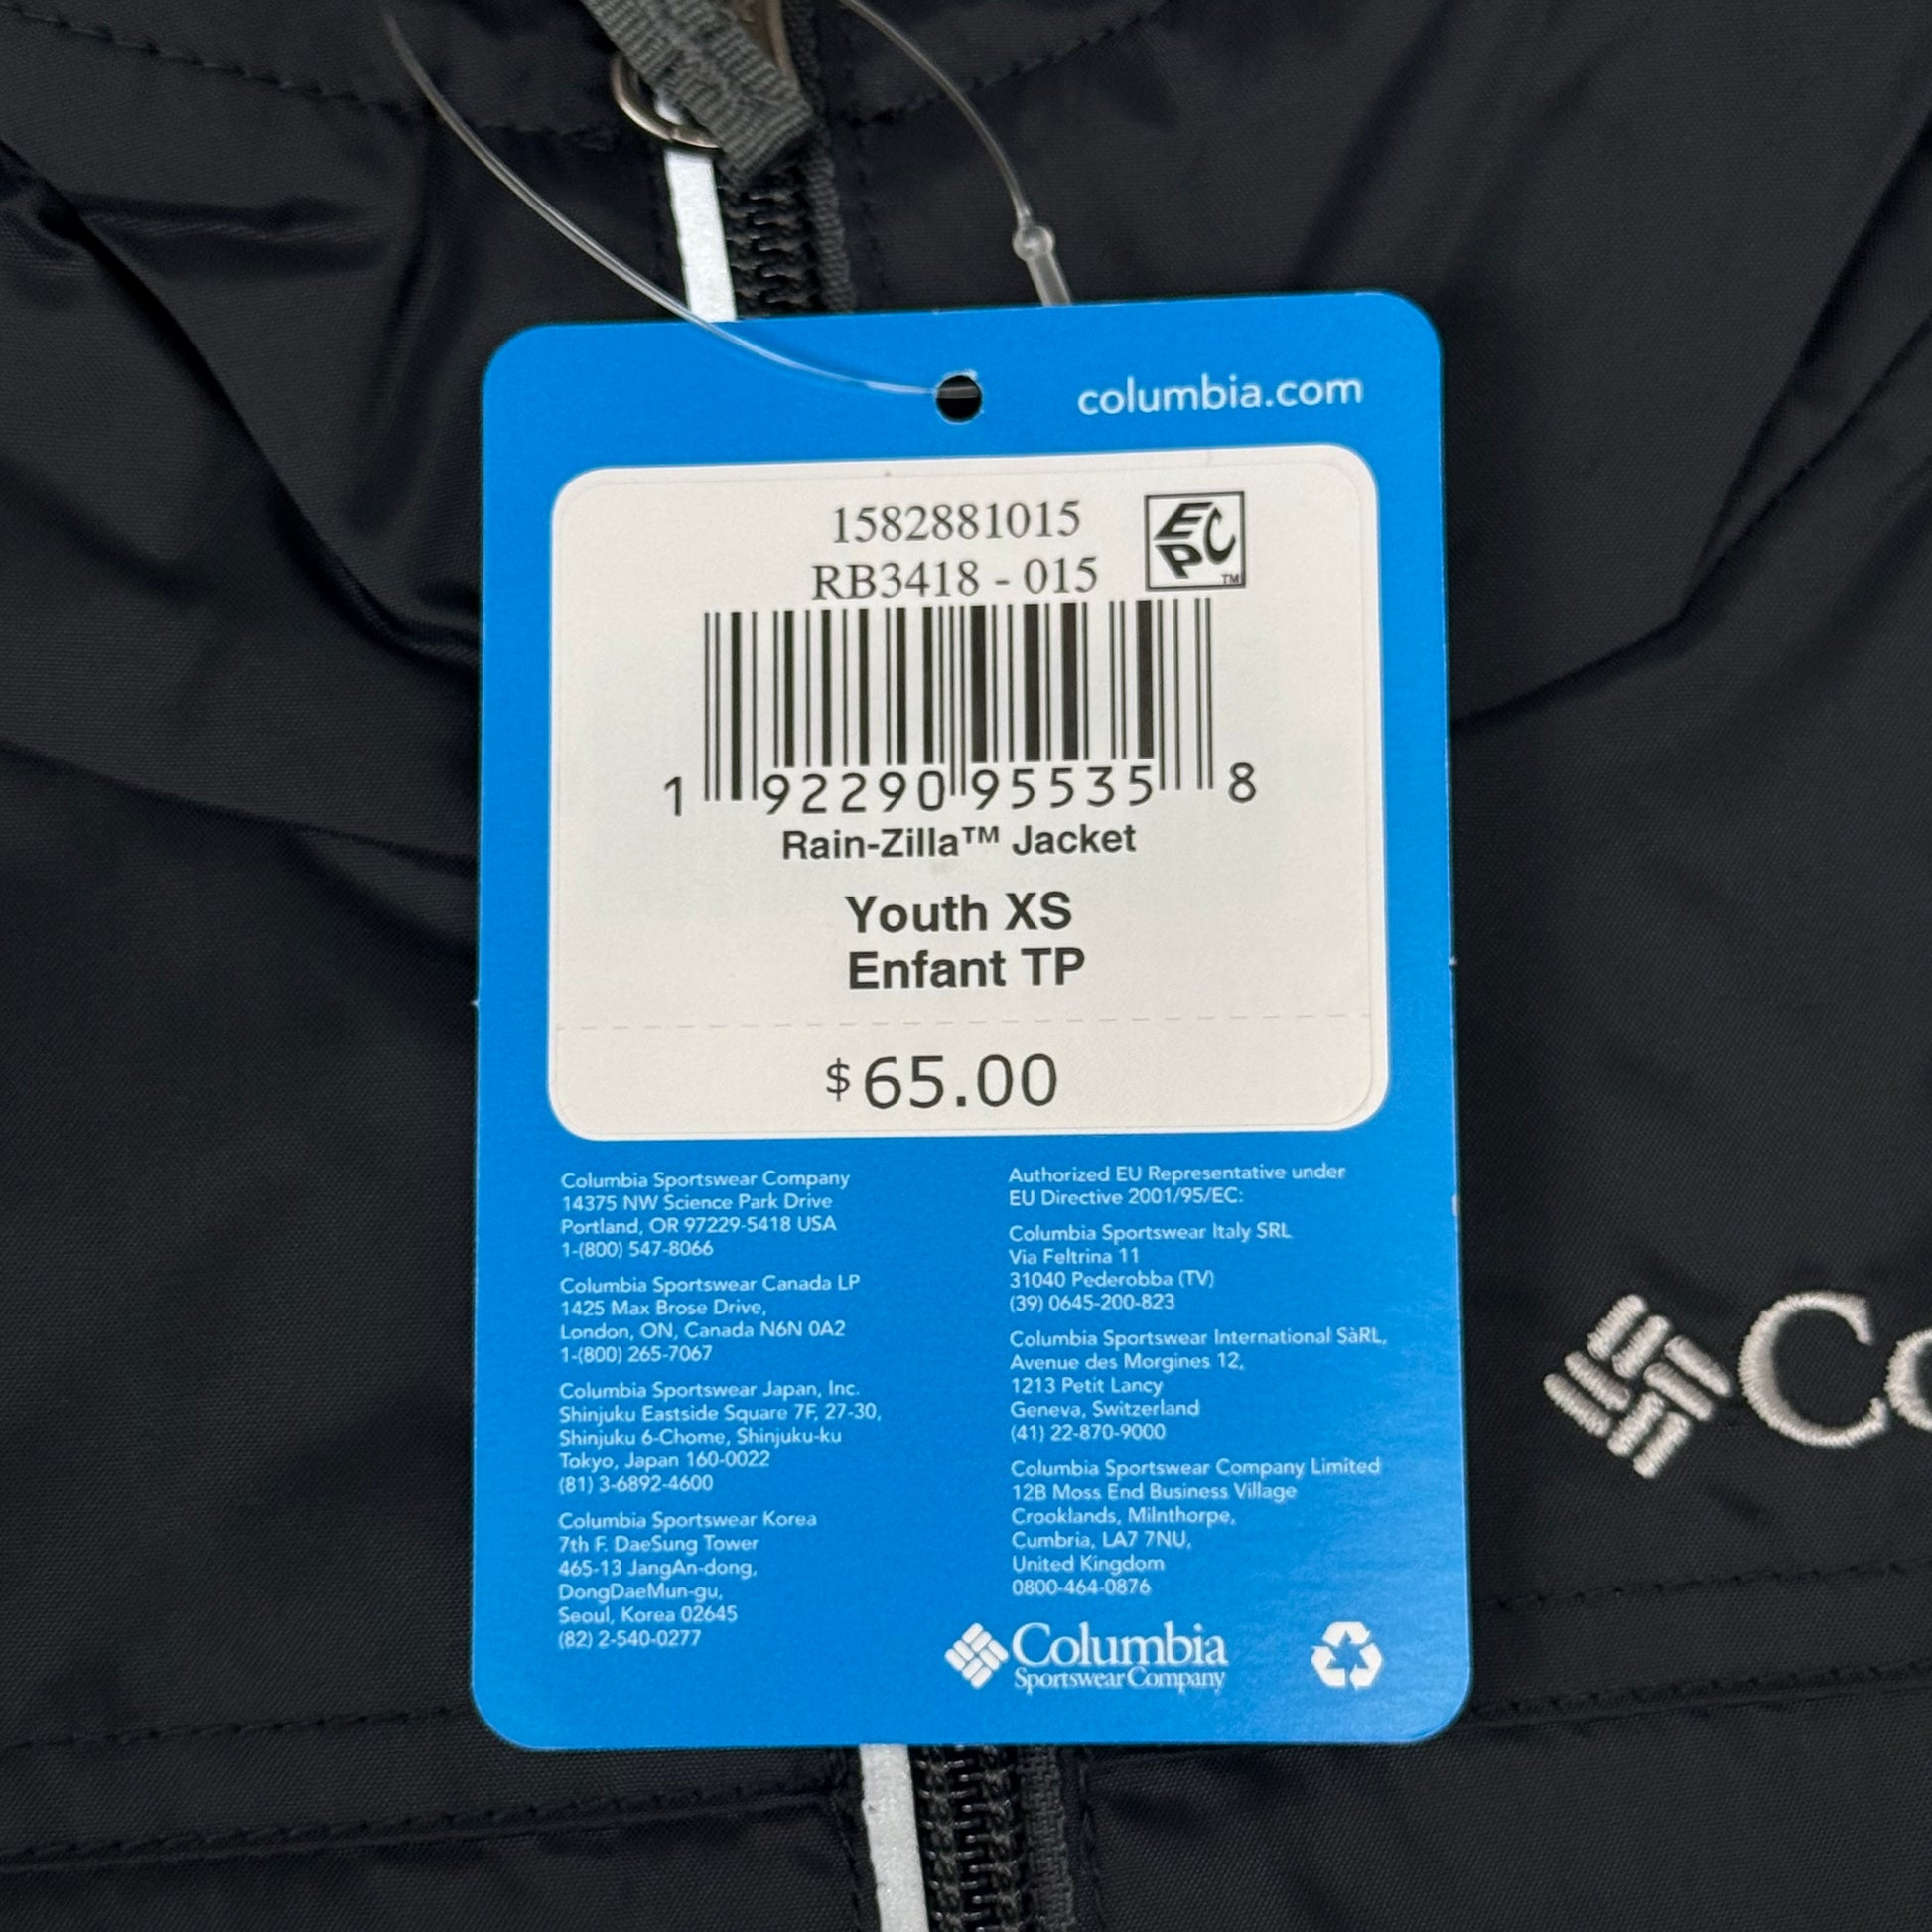 columbia.com
1582881015
RB3418 - 015
EPC™
1 92290 95535 8
Rain-Zilla™ Jacket
Youth XS
Enfant TP
$65.00
Columbia Sportswear Company
14375 NW Science Park Drive
Portland, OR 97229-5418 USA
1-(800) 547-8066
Columbia Sportswear Canada LP
1425 Max Brose Drive,
London, ON, Canada N6N 0A2
1-(800) 265-7067
Columbia Sportswear Japan, Inc.
Shinjuku Eastside Square 7F, 27-30,
Shinjuku 6-Chome, Shinjuku-ku
Tokyo, Japan 160-0022
(81) 3-6892-4600
Columbia Sportswear Korea
7th F. DaeSung Tower
465-13 JangAn-dong,
DongDaeMun-gu,
Seoul, Korea 02645
(82) 2-540-0277
Authorized EU Representative under
EU Directive 2001/95/EC:
Columbia Sportswear Italy SRL
Via Feltrina 11
31040 Pederobba (TV)
(39) 0645-200-823
Columbia Sportswear International SàRL,
Avenue des Morgines 12,
1213 Petit Lancy
Geneva, Switzerland
(41) 22-870-9000
Columbia Sportswear Company Limited
12B Moss End Business Village
Crooklands, Milnthorpe,
Cumbria, LA7 7NU,
United Kingdom
0800-464-0876
Columbia
Sportswear Company
Co